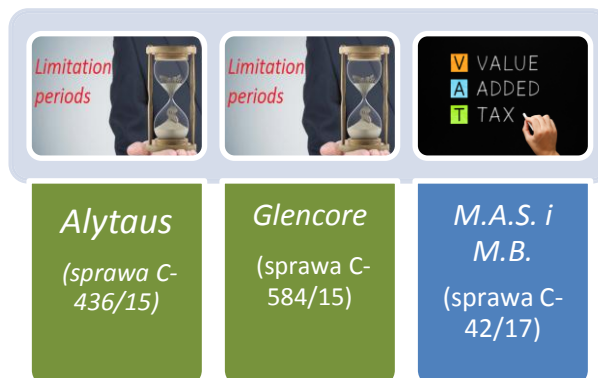 Limitation
periods
Limitation
periods
V VALUE
A ADDED
T TAX
Alytaus
(sprawa C-
436/15)
Glencore
(sprawa C-
584/15)
M.A.S. i
M.B.
(sprawa C-
42/17)